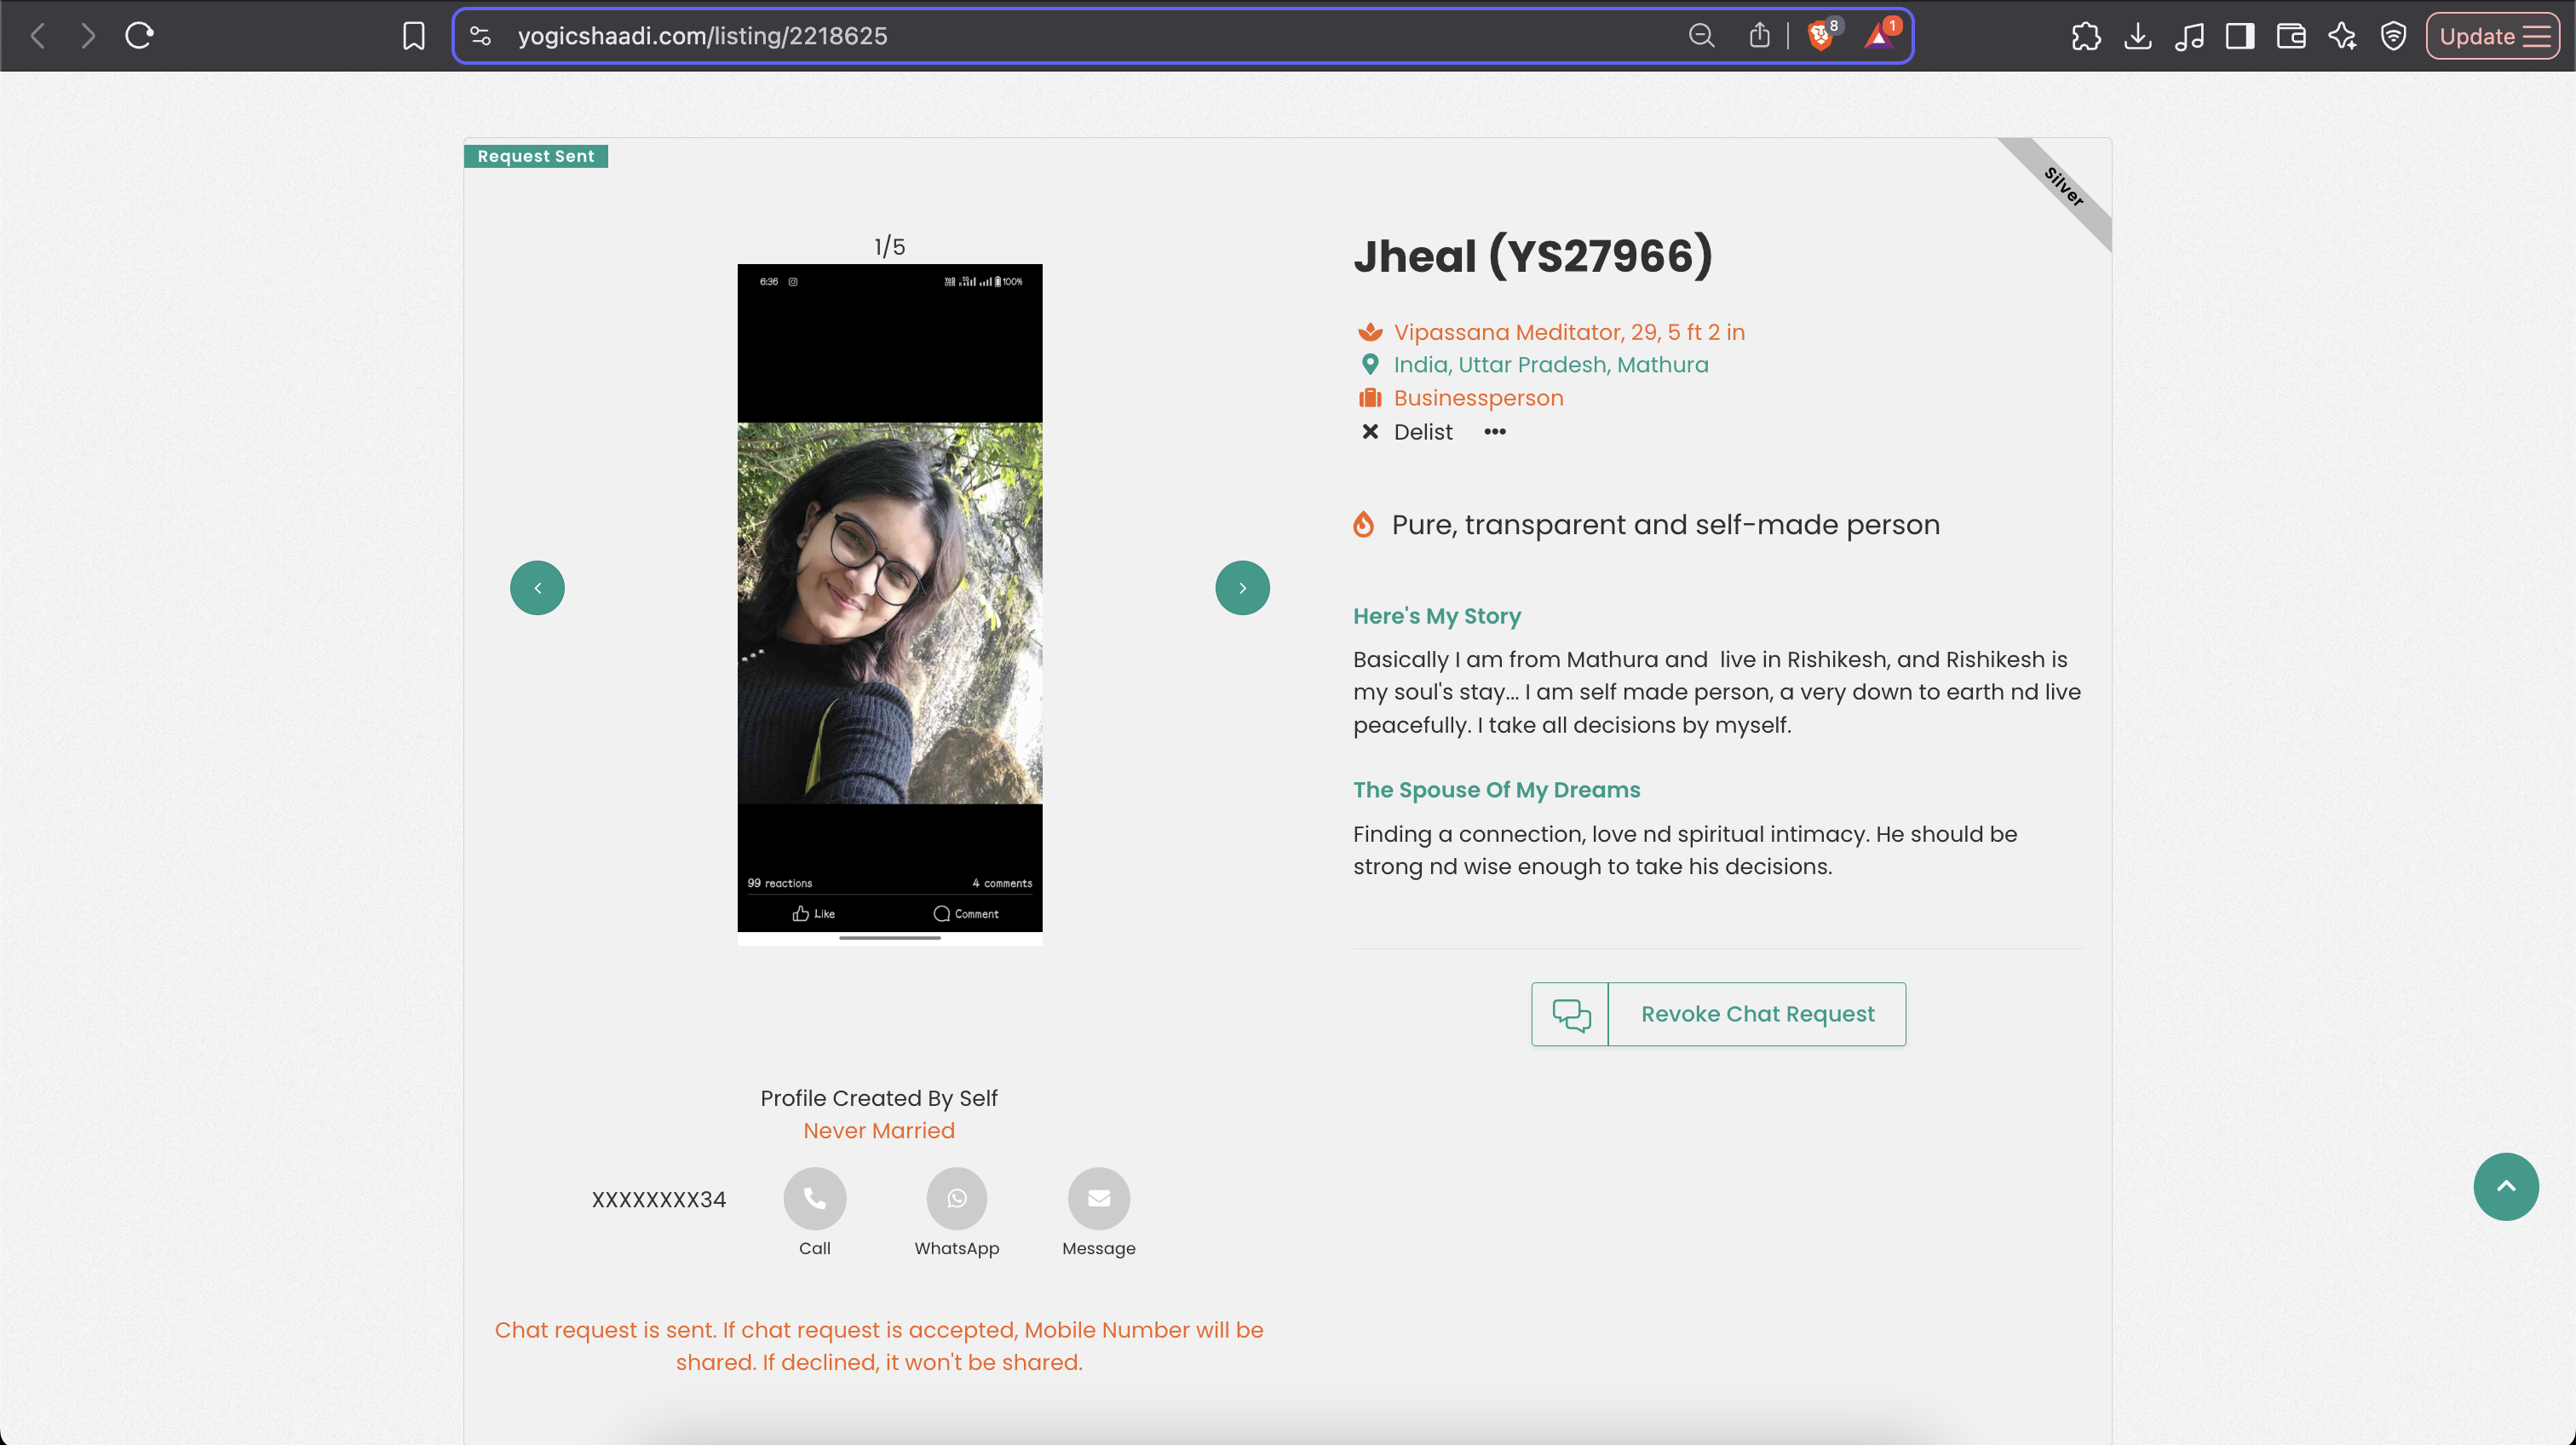 yogicshaadi.com/listing/2218625
8
1
Update
Request Sent
Silver
1/5
6:36
100%
99 reactions
4 comments
Like
Comment
Jheal (YS27966)
Vipassana Meditator, 29, 5 ft 2 in
India, Uttar Pradesh, Mathura
Businessperson
Delist
Pure, transparent and self-made person
Here's My Story
Basically I am from Mathura and  live in Rishikesh, and Rishikesh is
my soul's stay... I am self made person, a very down to earth nd live
peacefully. I take all decisions by myself.
The Spouse Of My Dreams
Finding a connection, love nd spiritual intimacy. He should be
strong nd wise enough to take his decisions.
Revoke Chat Request
Profile Created By Self
Never Married
XXXXXXXX34
Call
WhatsApp
Message
Chat request is sent. If chat request is accepted, Mobile Number will be
shared. If declined, it won't be shared.